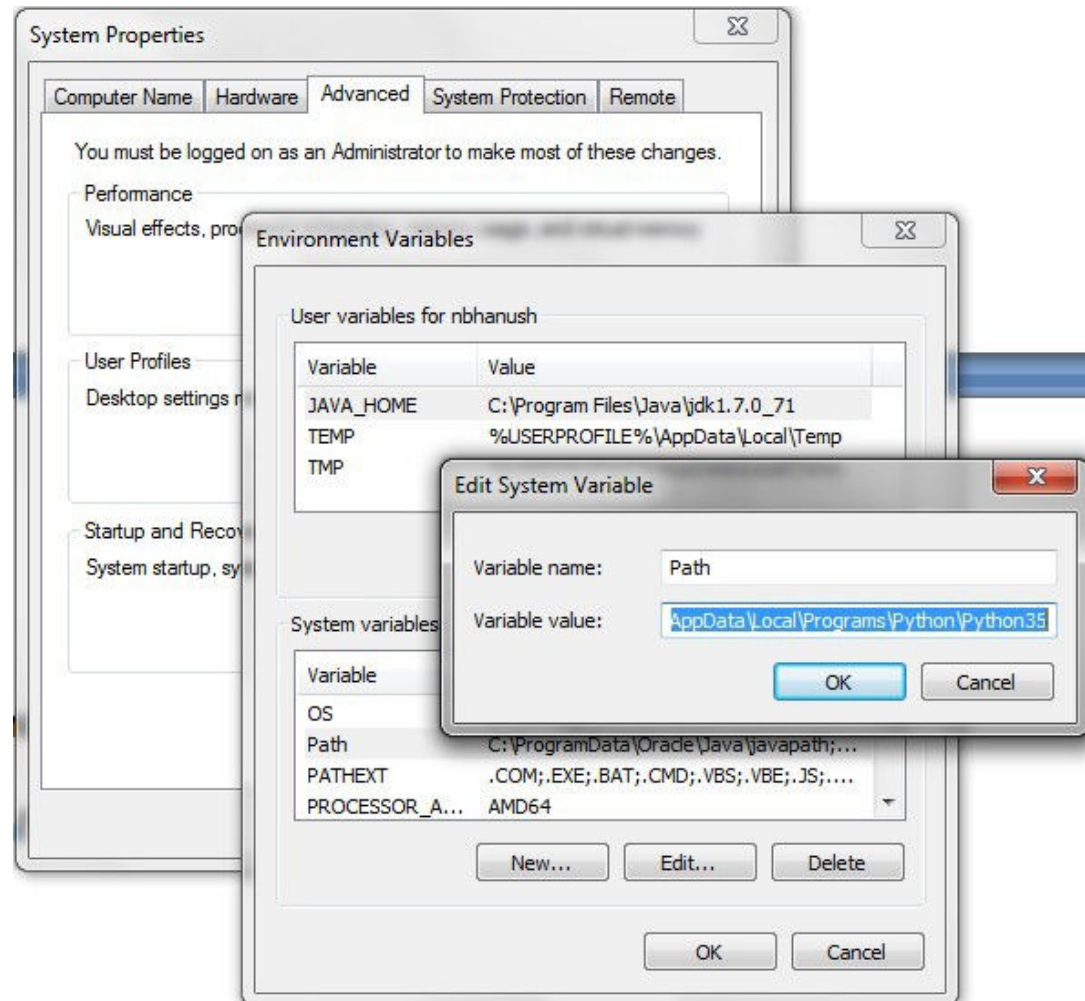 System Properties
Computer Name Hardware Advanced System Protection Remote
You must be logged on as an Administrator to make most of these changes.
Performance
Visual effects,
Environment Variables
User variables for nbhanush
User Profiles
Desktop settings
Variable Value
JAVA_HOME C:\Program Files\Java\jdk1.7.0_71
TEMP %USERPROFILE%\AppData\Local\Temp
TMP
Edit System Variable
Startup and
System startup,
Variable name: Path
Variable value: AppData\Local\Programs\Python\Python35
OK Cancel
System variables
Variable
OS
Path C:\ProgramData\Oracle\Java\javapath;...
PATHEXT .COM;.EXE;.BAT;.CMD;.VBS;.VBE;.JS;....
PROCESSOR_A... AMD64
New... Edit... Delete
OK Cancel